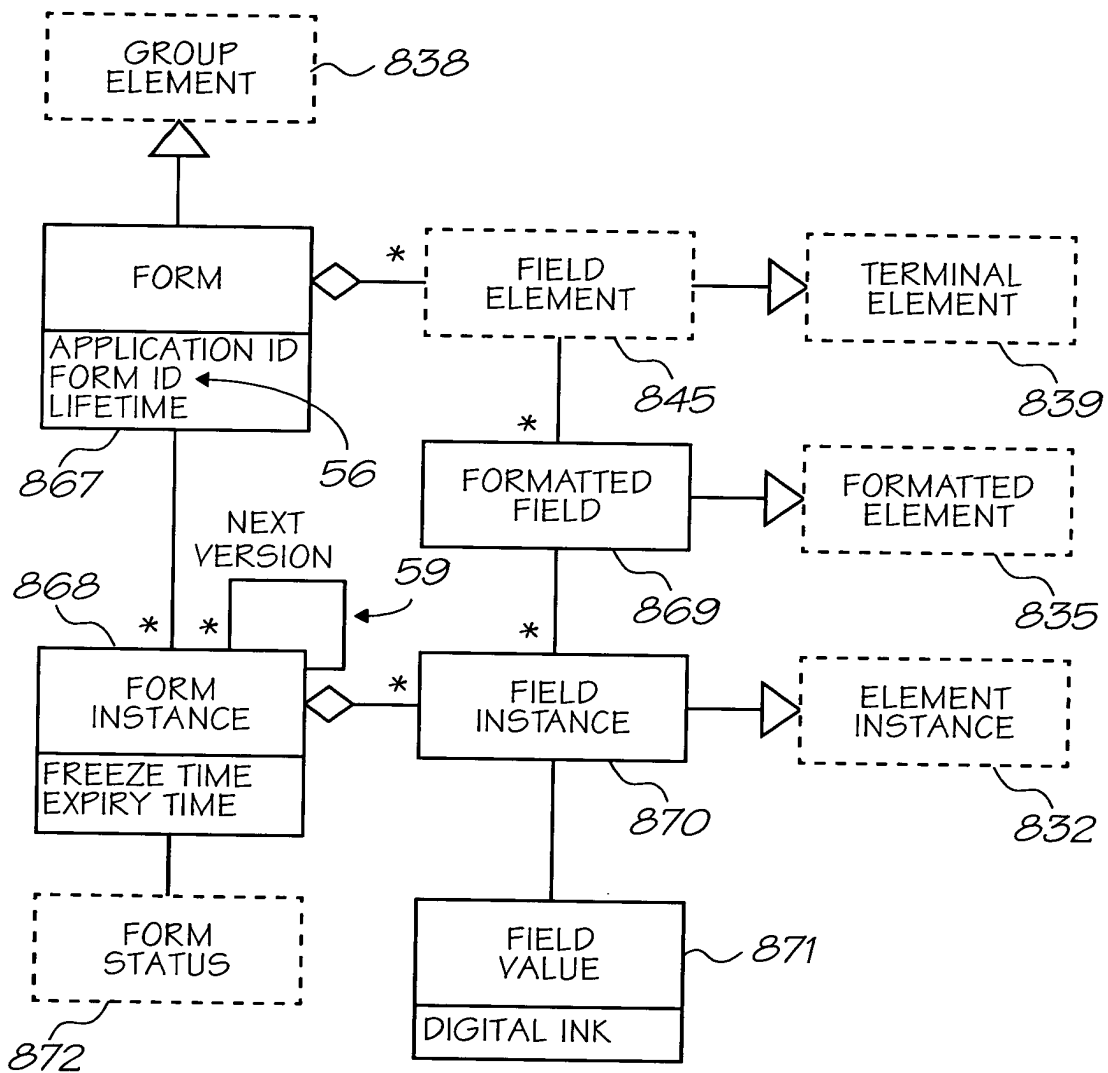 GROUP
ELEMENT
838
FORM
*
FIELD
ELEMENT
TERMINAL
ELEMENT
APPLICATION ID
FORM ID
LIFETIME
845
839
*
867
56
FORMATTED
FIELD
FORMATTED
ELEMENT
NEXT
VERSION
59
868
869
835
*
*
*
FORM
INSTANCE
*
FIELD
INSTANCE
ELEMENT
INSTANCE
FREEZE TIME
EXPIRY TIME
870
832
FORM
STATUS
FIELD
VALUE
871
872
DIGITAL INK